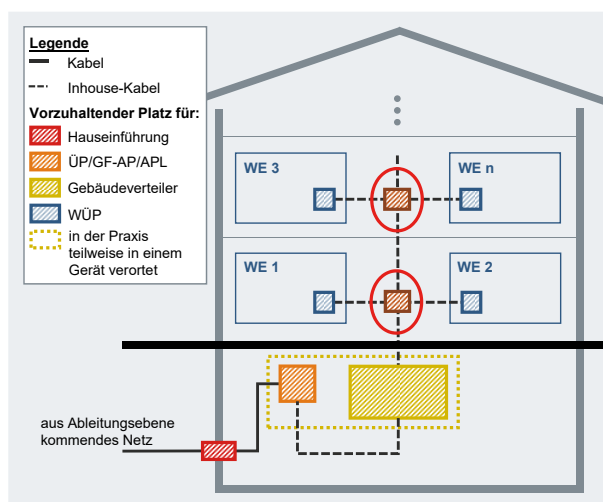 Legende
Kabel
Inhouse-Kabel
Vorzuhaltender Platz für:
Hauseinführung
ÜP/GF-AP/APL
Gebäudeverteiler
WÜP
in der Praxis
teilweise in einem
Gerät verortet
WE 3
WE n
WE 1
WE 2
aus Ableitungsebene
kommendes Netz